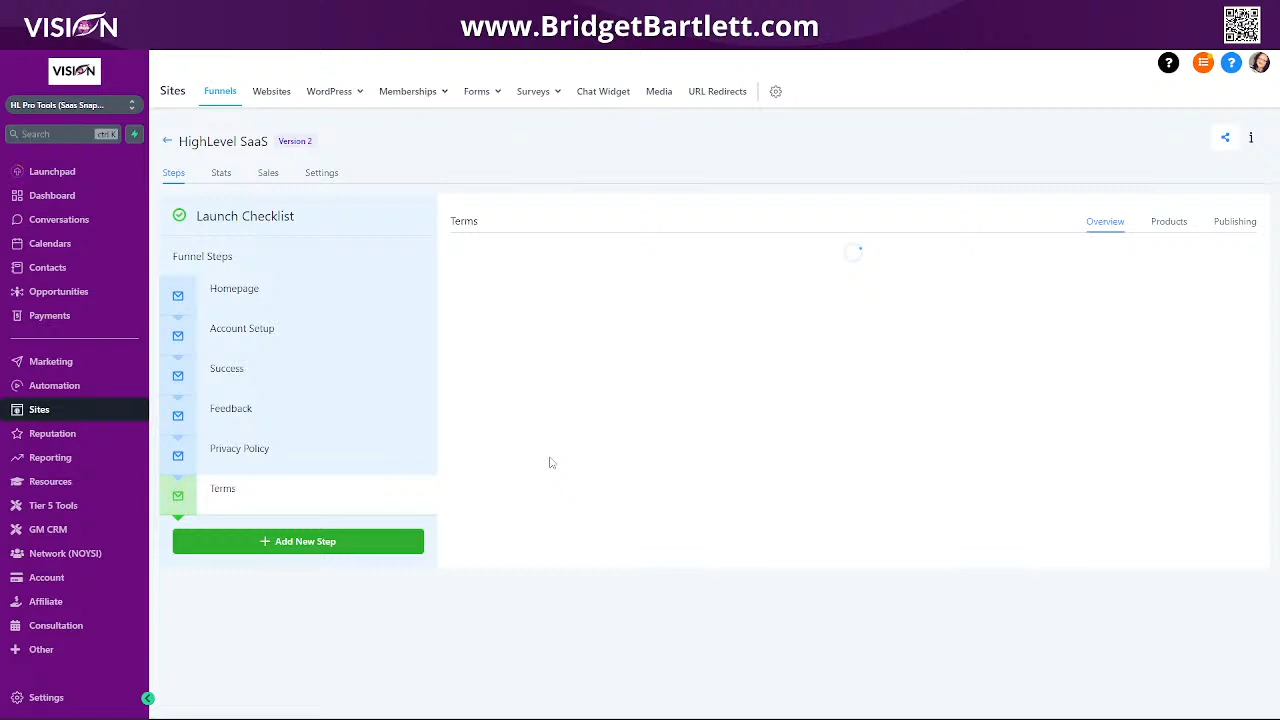 VISION
www.BridgetBartlett.com
VISION
HL Pro Tools (Saas Snap...
Search
ctrl K
Launchpad
Dashboard
Conversations
Calendars
Contacts
Opportunities
Payments
Marketing
Automation
Sites
Reputation
Reporting
Resources
Tier 5 Tools
GM CRM
Network (NOYSI)
Account
Affiliate
Consultation
Other
Settings
Sites
Funnels
Websites
WordPress
Memberships
Forms
Surveys
Chat Widget
Media
URL Redirects
?
?
HighLevel SaaS
Version 2
Steps
Stats
Sales
Settings
Launch Checklist
Funnel Steps
Homepage
Account Setup
Success
Feedback
Privacy Policy
Terms
+ Add New Step
Terms
Overview
Products
Publishing